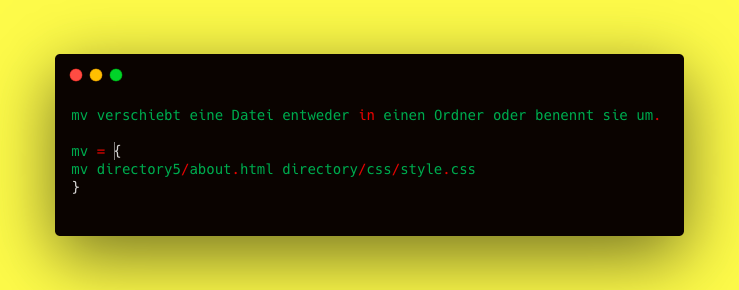 mv verschiebt eine Datei entweder in einen Ordner oder benennt sie um.
mv = {
mv directory5/about.html directory/css/style.css
}